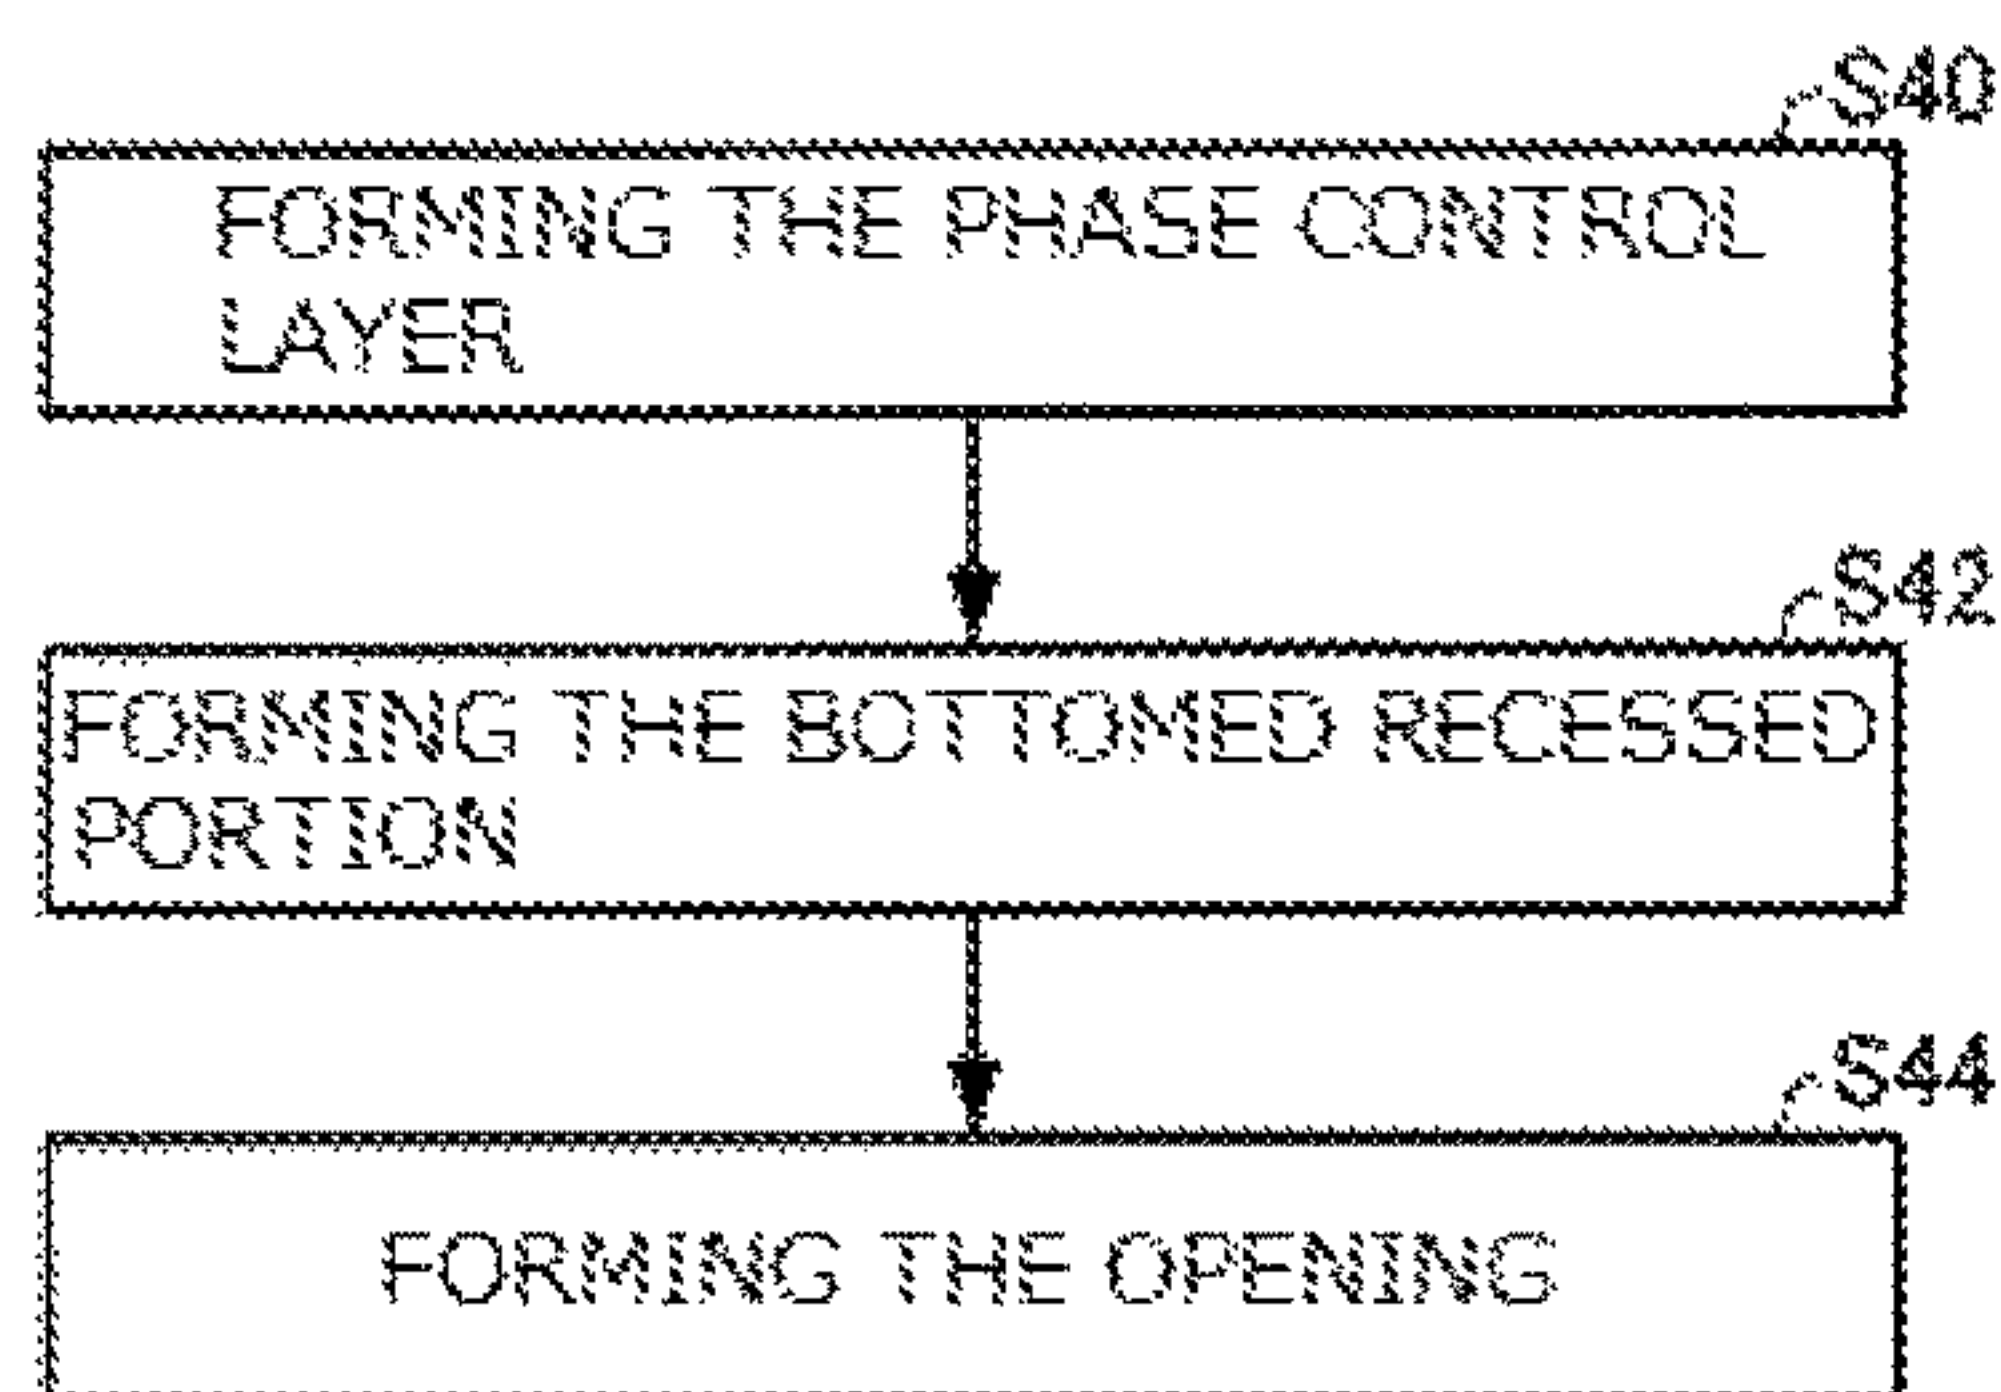 S40
FORMING THE PHASE CONTROL
LAYER
S42
FORMING THE BOTTOMED RECESSED
PORTION
S44
FORMING THE OPENING